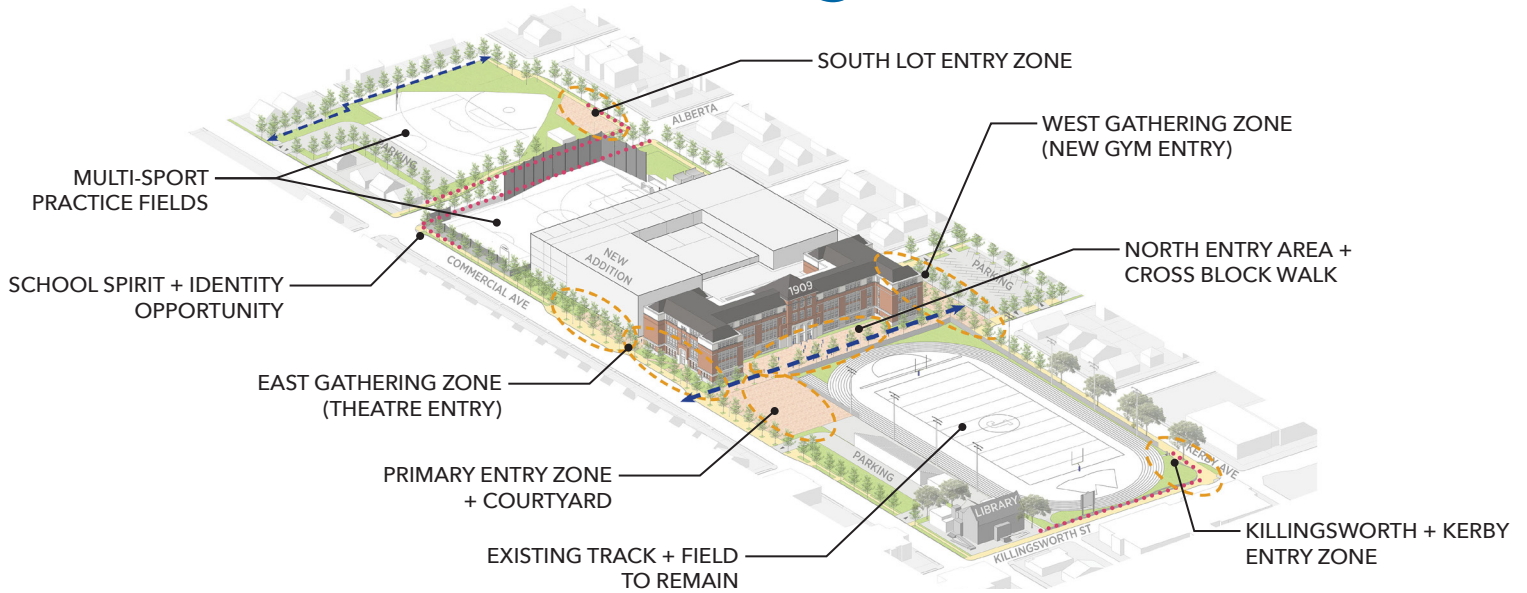 SOUTH LOT ENTRY ZONE
ALBERTA
WEST GATHERING ZONE
(NEW GYM ENTRY)
PARKING
MULTI-SPORT
PRACTICE FIELDS
NORTH ENTRY AREA +
CROSS BLOCK WALK
PARKING
NEW
ADDITION
1909
COMMERCIAL AVE
SCHOOL SPIRIT + IDENTITY
OPPORTUNITY
EAST GATHERING ZONE
(THEATRE ENTRY)
PRIMARY ENTRY ZONE
+ COURTYARD
PARKING
KERBY AVE
LIBRARY
KILLINGSWORTH ST
EXISTING TRACK + FIELD
TO REMAIN
KILLINGSWORTH + KERBY
ENTRY ZONE